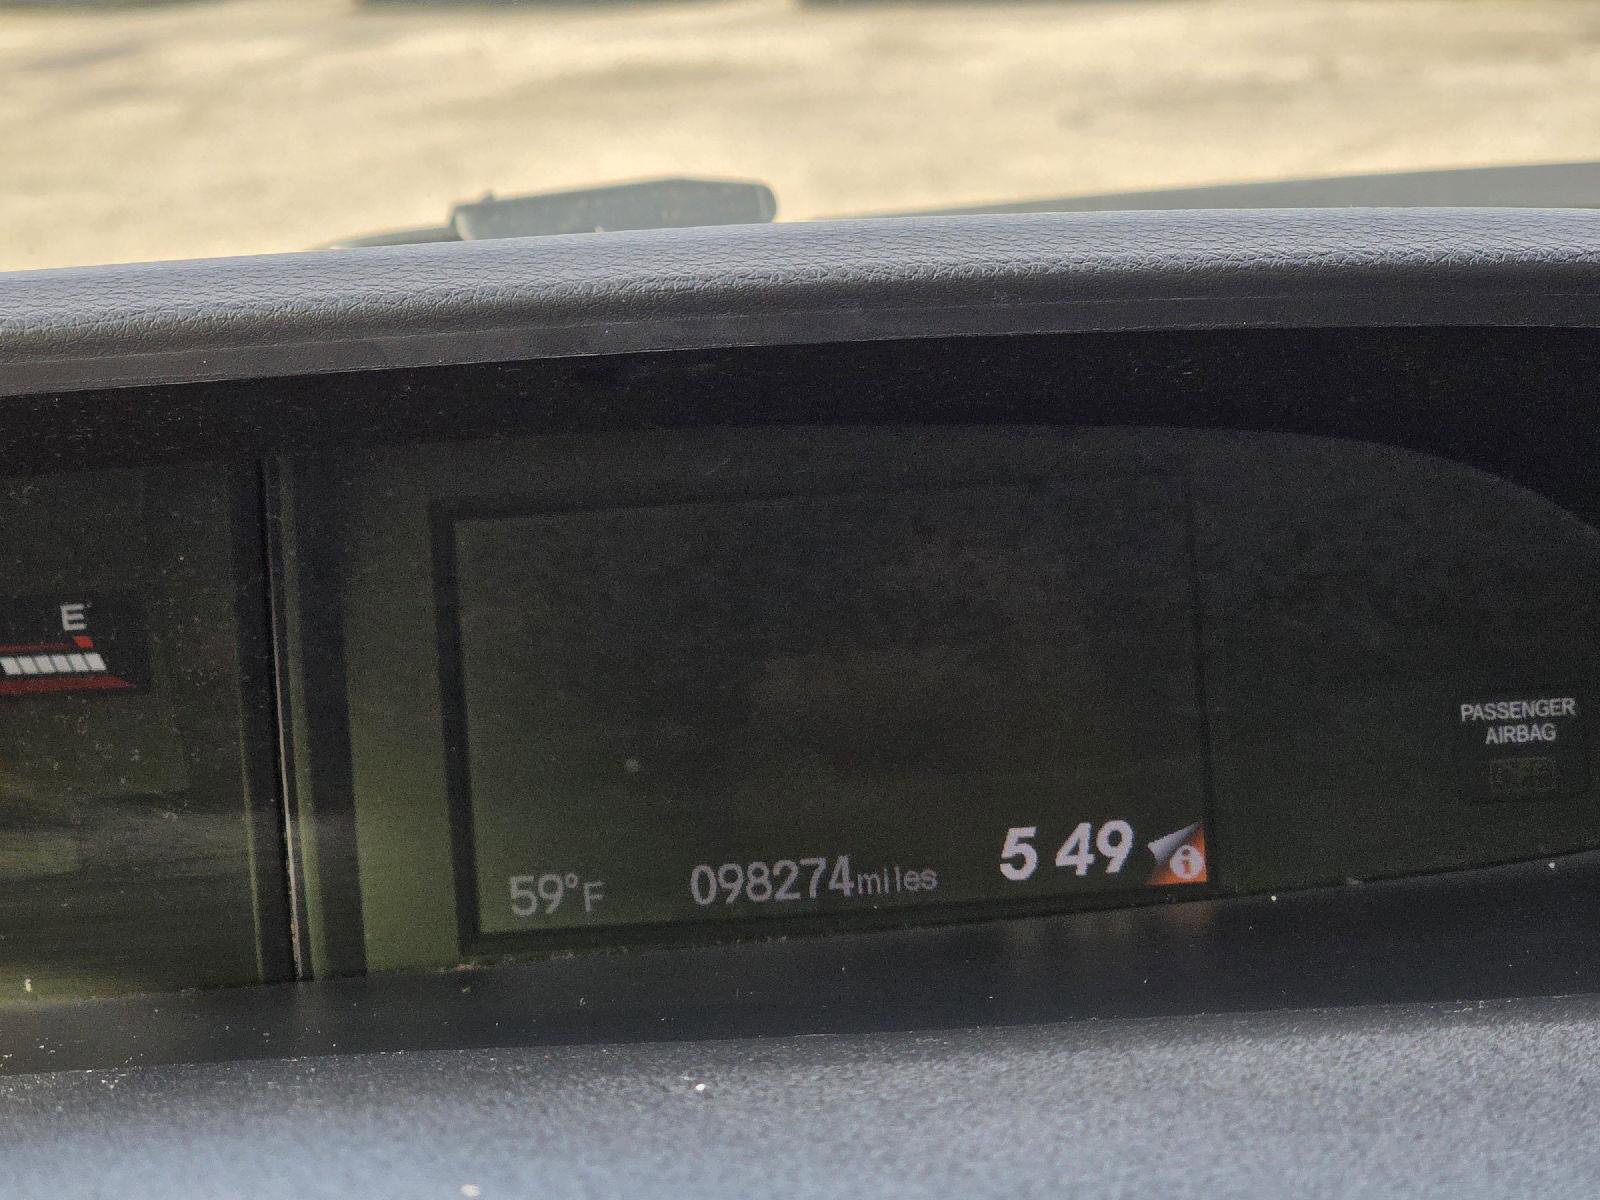 E
PASSENGER
AIRBAG
59°F 098274miles 5 49 i